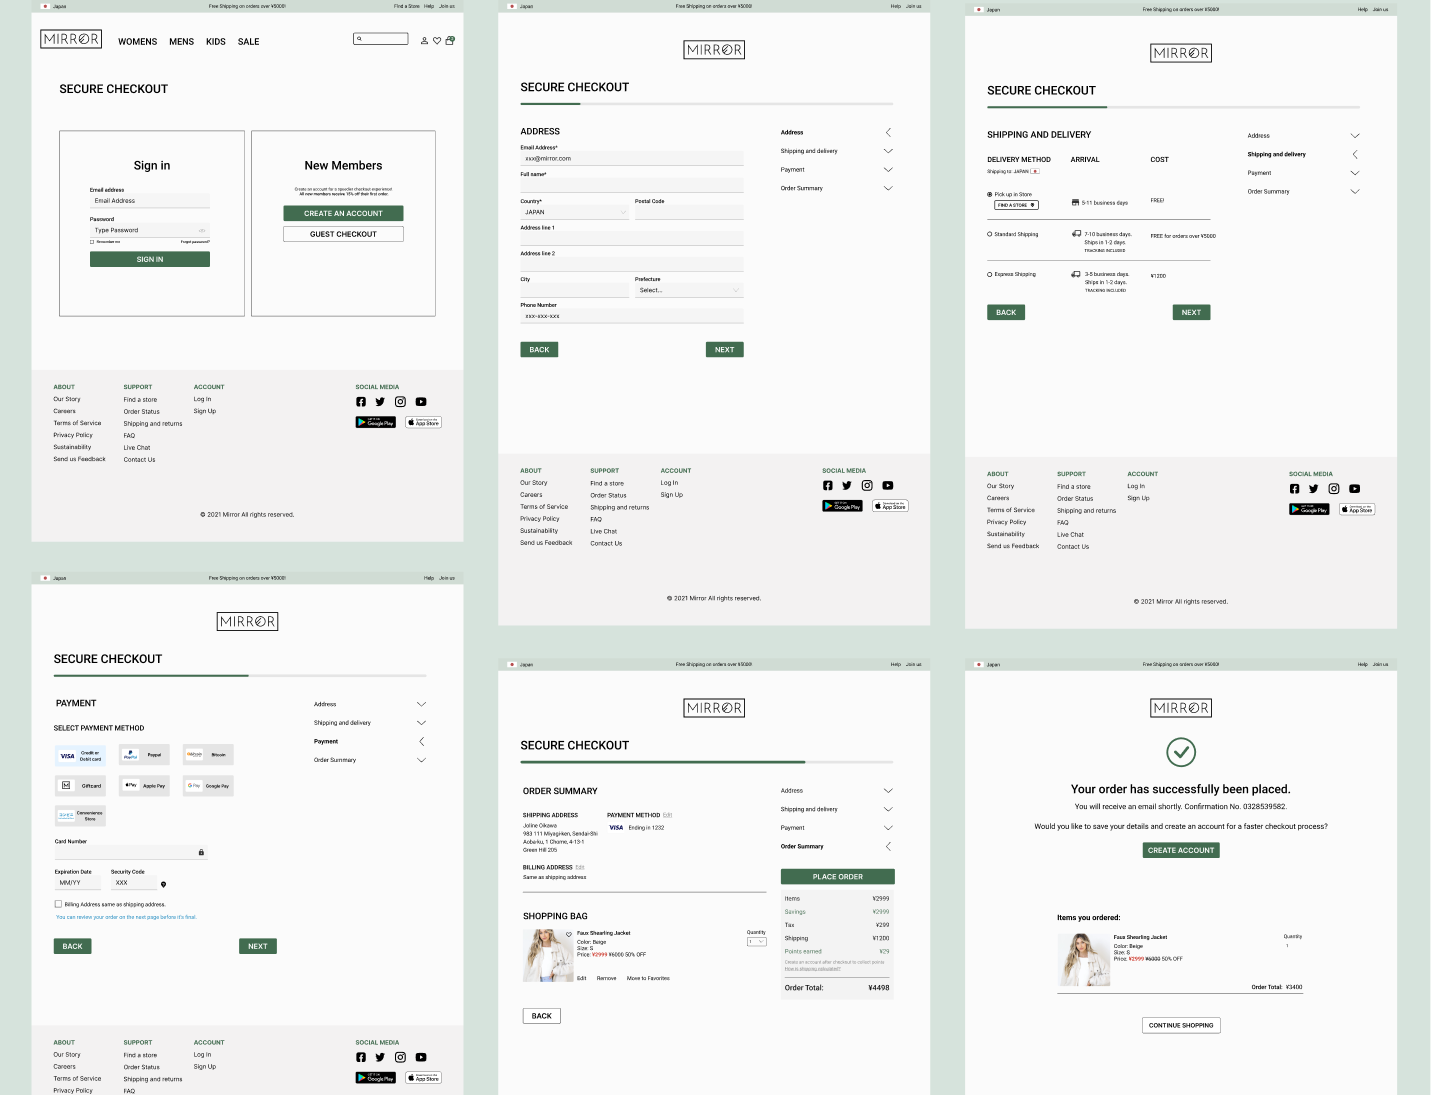 Japan
Free Shipping on orders over ¥5000!
Find a Store Help Join us
MIRROR
WOMENS MENS KIDS SALE
SECURE CHECKOUT
Sign in
Email address
Email Address
Password
Type Password
Remember me
Forgot password?
SIGN IN
New Members
Create an account for a speedier checkout experience!
All new members receive 15% off their first order.
CREATE AN ACCOUNT
GUEST CHECKOUT
ABOUT
Our Story
Careers
Terms of Service
Privacy Policy
Sustainability
Send us Feedback
SUPPORT
Find a store
Order Status
Shipping and returns
FAQ
Live Chat
Contact Us
ACCOUNT
Log In
Sign Up
SOCIAL MEDIA
GET IT ON
Google Play
App Store
© 2021 Mirror All rights reserved.
Japan
Free Shipping on orders over ¥5000!
Help Join us
MIRROR
SECURE CHECKOUT
ADDRESS
Email Address*
xxx@mirror.com
Full name*
Country*
JAPAN
Postal Code
Address line 1
Address line 2
City
Prefecture
Select...
Phone Number
xxx-xxx-xxx
BACK
NEXT
Address
Shipping and delivery
Payment
Order Summary
ABOUT
Our Story
Careers
Terms of Service
Privacy Policy
Sustainability
Send us Feedback
SUPPORT
Find a store
Order Status
Shipping and returns
FAQ
Live Chat
Contact Us
ACCOUNT
Log In
Sign Up
SOCIAL MEDIA
GET IT ON
Google Play
App Store
© 2021 Mirror All rights reserved.
Japan
Free Shipping on orders over ¥5000!
Help Join us
MIRROR
SECURE CHECKOUT
SHIPPING AND DELIVERY
DELIVERY METHOD ARRIVAL COST
Shipping to JAPAN
Pick up in Store
FIND A STORE
5-11 business days
FREE!
Standard Shipping
7-10 business days.
Ships in 1-2 days.
TRACKING INCLUDED
FREE for orders over ¥5000
Express Shipping
3-5 business days.
Ships in 1-2 days.
TRACKING INCLUDED
¥1200
BACK
NEXT
Address
Shipping and delivery
Payment
Order Summary
ABOUT
Our Story
Careers
Terms of Service
Privacy Policy
Sustainability
Send us Feedback
SUPPORT
Find a store
Order Status
Shipping and returns
FAQ
Live Chat
Contact Us
ACCOUNT
Log In
Sign Up
SOCIAL MEDIA
GET IT ON
Google Play
App Store
© 2021 Mirror All rights reserved.
Japan
Free Shipping on orders over ¥5000!
Help Join us
MIRROR
SECURE CHECKOUT
PAYMENT
SELECT PAYMENT METHOD
VISA
Credit or
Debit card
PayPal
Paypal
Bitcoin
M
Giftcard
Pay
Apple Pay
G Pay
Google Pay
Convenience
Store
Card Number
Expiration Date
MM/YY
Security Code
XXX
Billing Address same as shipping address.
You can review your order on the next page before it's final.
BACK
NEXT
Address
Shipping and delivery
Payment
Order Summary
ABOUT
Our Story
Careers
Terms of Service
Privacy Policy
SUPPORT
Find a store
Order Status
Shipping and returns
FAQ
ACCOUNT
Log In
Sign Up
SOCIAL MEDIA
GET IT ON
Google Play
App Store
Japan
Free Shipping on orders over ¥5000!
Help Join us
MIRROR
SECURE CHECKOUT
ORDER SUMMARY
SHIPPING ADDRESS
Joline Oikawa
983 111 Miyagi-ken, Sendai-Shi
Aoba-ku, 1 Chome, 4-13-1
Green Hill 205
PAYMENT METHOD Edit
VISA Ending in 1232
BILLING ADDRESS Edit
Same as shipping address
SHOPPING BAG
Faux Shearling Jacket
Color: Beige
Size: S
Price: ¥2999 ¥6000 50% OFF
Edit Remove Move to Favorites
Quantity
1
BACK
Address
Shipping and delivery
Payment
Order Summary
PLACE ORDER
Items ¥2999
Savings ¥2999
Tax ¥299
Shipping ¥1200
Points earned ¥29
Create an account after checkout to collect points
How is shipping calculated?
Order Total: ¥4498
Japan
Free Shipping on orders over ¥5000!
Help Join us
MIRROR
Your order has successfully been placed.
You will receive an email shortly. Confirmation No. 0328539582.
Would you like to save your details and create an account for a faster checkout process?
CREATE ACCOUNT
Items you ordered:
Faux Shearling Jacket
Color: Beige
Size: S
Price: ¥2999 ¥6000 50% OFF
Quantity
1
Order Total: ¥3400
CONTINUE SHOPPING